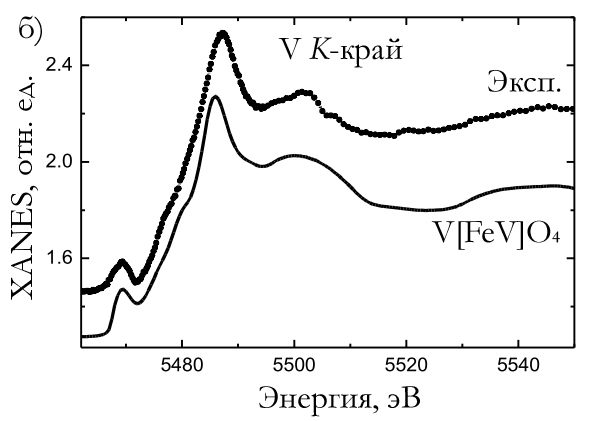 б)
V K-край
2.4
Эксп.
2.0
V[FeV]O₄
1.6
XANES, отн. ед.
5480 5500 5520 5540
Энергия, эВ